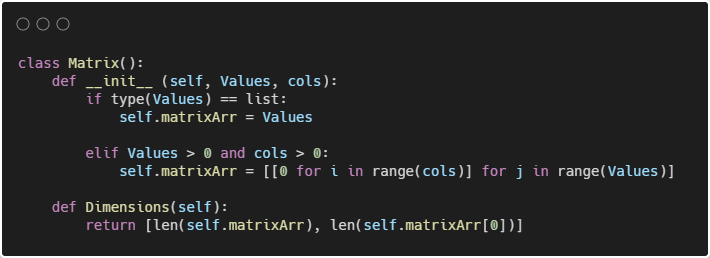 class Matrix():
    def __init__ (self, Values, cols):
        if type(Values) == list:
            self.matrixArr = Values
        elif Values > 0 and cols > 0:
            self.matrixArr = [[0 for i in range(cols)] for j in range(Values)]
    def Dimensions(self):
        return [len(self.matrixArr), len(self.matrixArr[0])]